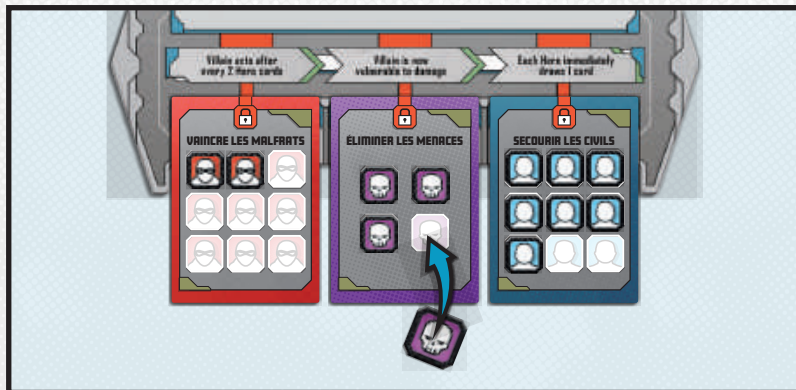 Villain acts after
every 2 Hero cards
Villain is now
vulnerable to damage
Each Hero immediately
draws 1 card
VAINCRE LES MALFRATS
ÉLIMINER LES MENACES
SECOURIR LES CIVILS